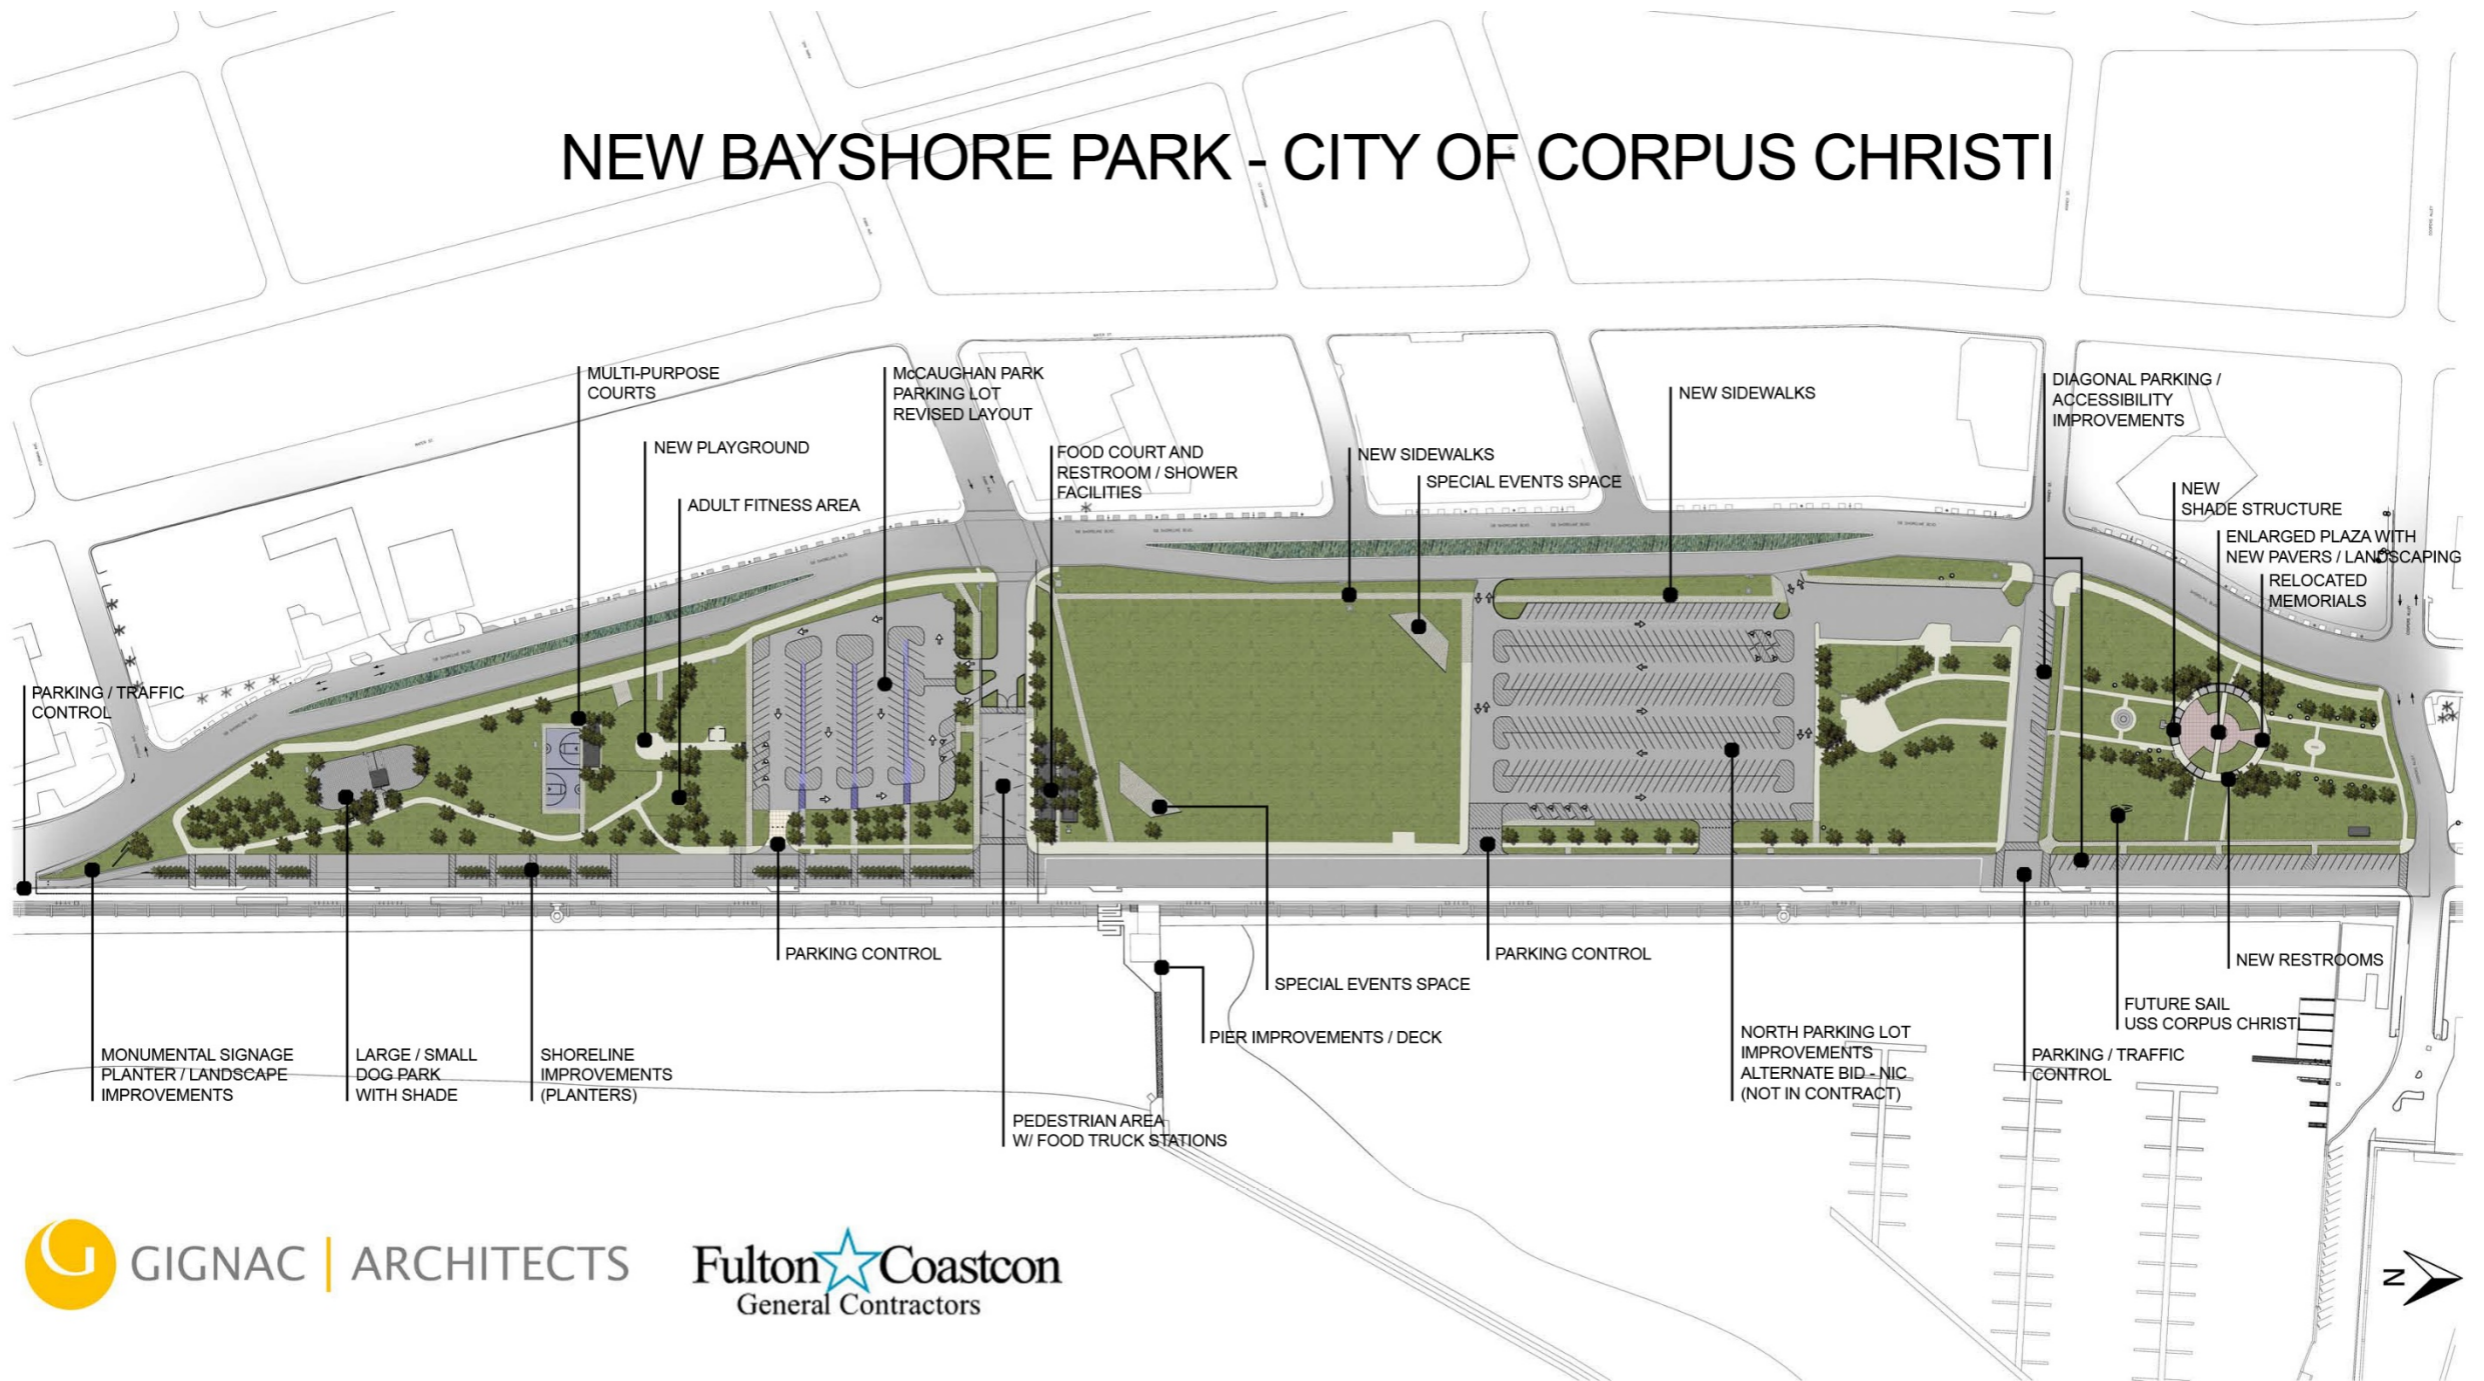 NEW BAYSHORE PARK - CITY OF CORPUS CHRISTI
MULTI-PURPOSE
COURTS
McCAUGHAN PARK
PARKING LOT
REVISED LAYOUT
NEW PLAYGROUND
ADULT FITNESS AREA
FOOD COURT AND
RESTROOM / SHOWER
FACILITIES
NEW SIDEWALKS
SPECIAL EVENTS SPACE
NEW SIDEWALKS
DIAGONAL PARKING /
ACCESSIBILITY
IMPROVEMENTS
NEW
SHADE STRUCTURE
ENLARGED PLAZA WITH
NEW PAVERS / LANDSCAPING
RELOCATED
MEMORIALS
PARKING / TRAFFIC
CONTROL
PARKING CONTROL
SPECIAL EVENTS SPACE
PARKING CONTROL
NEW RESTROOMS
FUTURE SAIL
USS CORPUS CHRISTI
PIER IMPROVEMENTS / DECK
NORTH PARKING LOT
IMPROVEMENTS
ALTERNATE BID - NIC
(NOT IN CONTRACT)
PARKING / TRAFFIC
CONTROL
MONUMENTAL SIGNAGE
PLANTER / LANDSCAPE
IMPROVEMENTS
LARGE / SMALL
DOG PARK
WITH SHADE
SHORELINE
IMPROVEMENTS
(PLANTERS)
PEDESTRIAN AREA
W/ FOOD TRUCK STATIONS
GIGNAC | ARCHITECTS
Fulton Coastcon
General Contractors
N